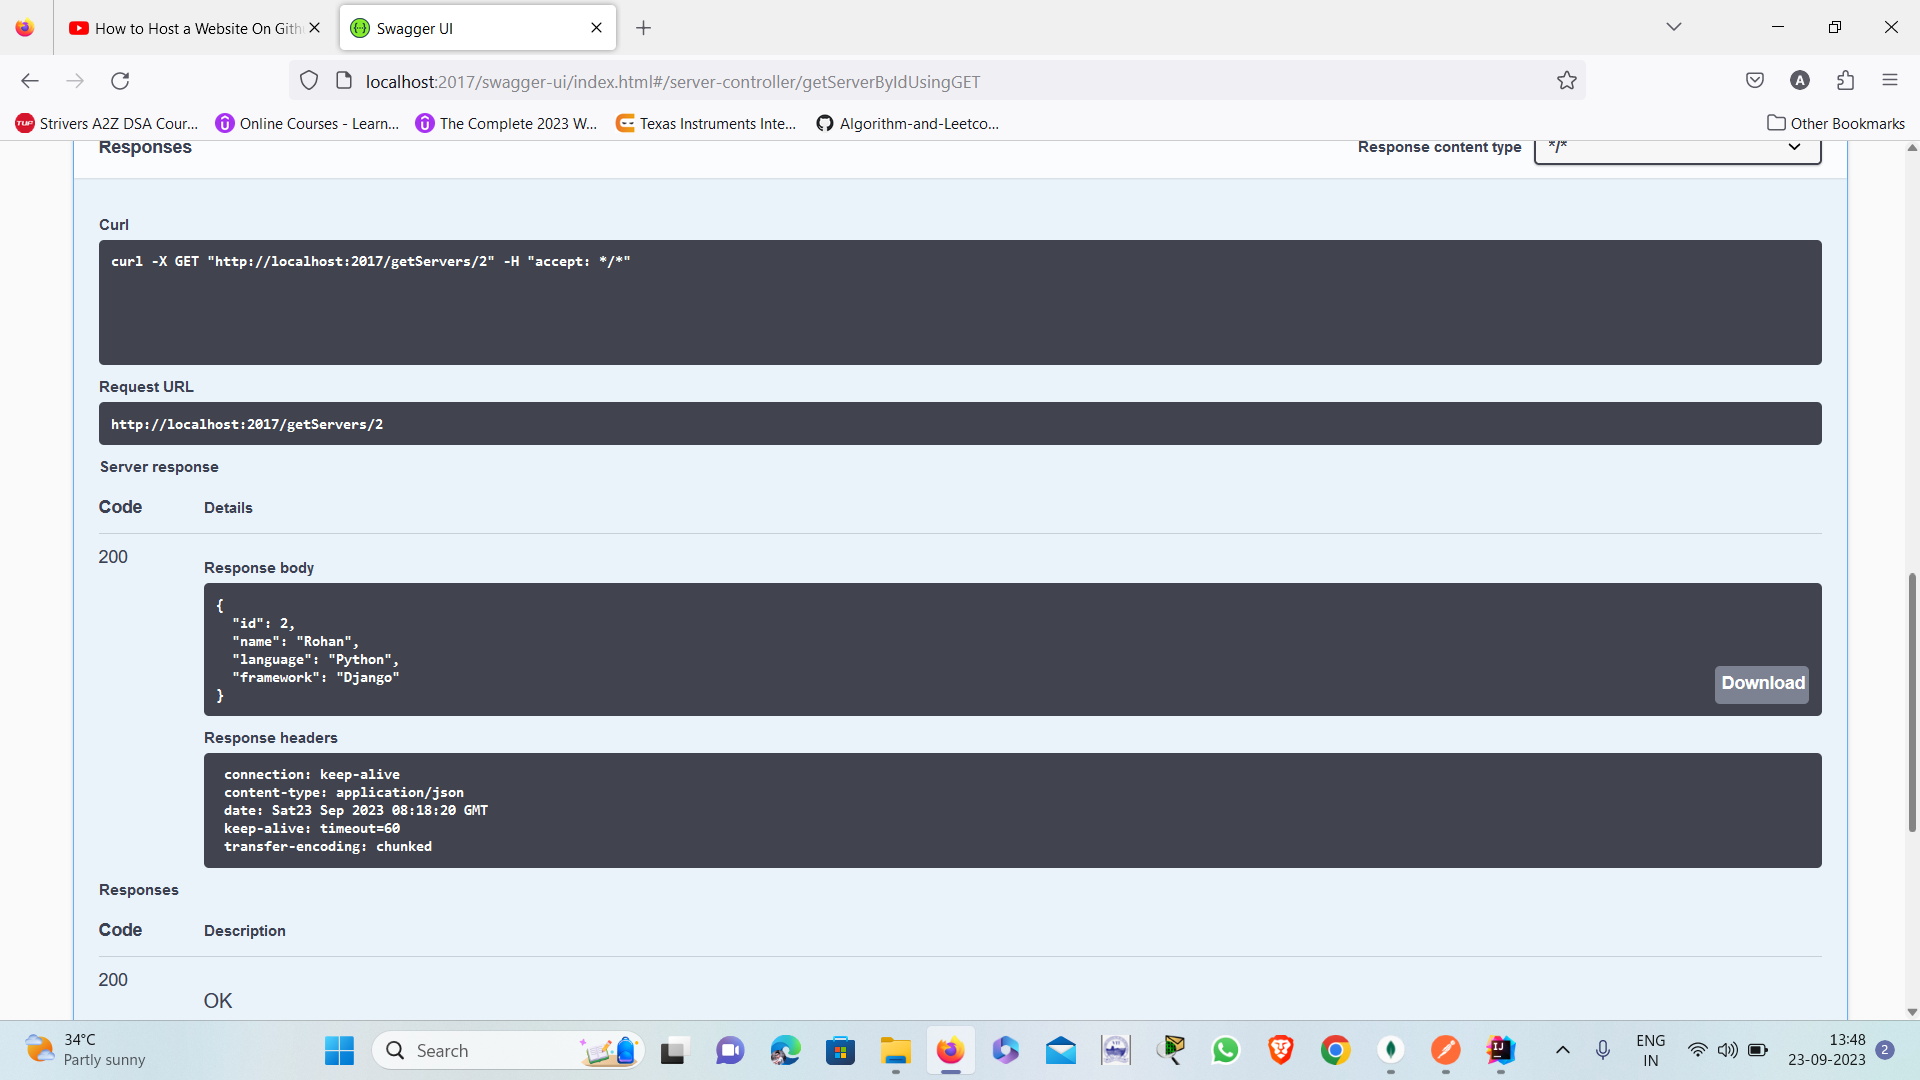 How to Host a Website On Gith
Swagger UI
localhost:2017/swagger-ui/index.html#/server-controller/getServerByIdUsingGET
A
Strivers A2Z DSA Cour...
Online Courses - Learn...
The Complete 2023 W...
Texas Instruments Inte...
Algorithm-and-Leetco...
Other Bookmarks
Responses
Response content type
*/*
Curl
curl -X GET "http://localhost:2017/getServers/2" -H "accept: */*"
Request URL
http://localhost:2017/getServers/2
Server response
Code
Details
200
Response body
{
"id": 2,
"name": "Rohan",
"language": "Python",
"framework": "Django"
}
Download
Response headers
connection: keep-alive
content-type: application/json
date: Sat23 Sep 2023 08:18:20 GMT
keep-alive: timeout=60
transfer-encoding: chunked
Responses
Code
Description
200
OK
34°C
Partly sunny
Search
IJ
ENG
IN
13:48
23-09-2023
2